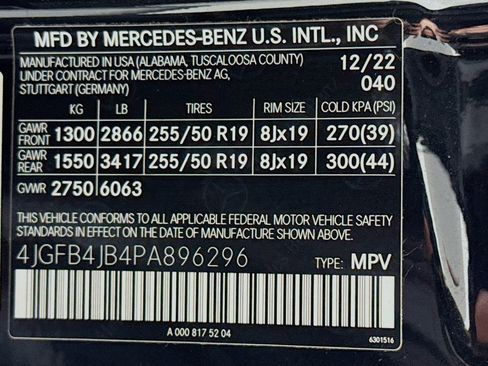 MFD BY MERCEDES-BENZ U.S. INTL., INC
MANUFACTURED IN USA (ALABAMA, TUSCALOOSA COUNTY) 12/22
UNDER CONTRACT FOR MERCEDES-BENZ AG, 040
STUTTGART (GERMANY)
KG LB TIRES RIM SIZE COLD KPA (PSI)
GAWR FRONT 1300 2866 255/50 R19 8Jx19 270(39)
GAWR REAR 1550 3417 255/50 R19 8Jx19 300(44)
GVWR 2750 6063
THIS VEHICLE CONFORMS TO ALL APPLICABLE FEDERAL MOTOR VEHICLE SAFETY
STANDARDS IN EFFECT ON THE DATE OF MANUFACTURE SHOWN ABOVE.
4JGFB4JB4PA896296 TYPE: MPV
A 000 817 52 04
6301516